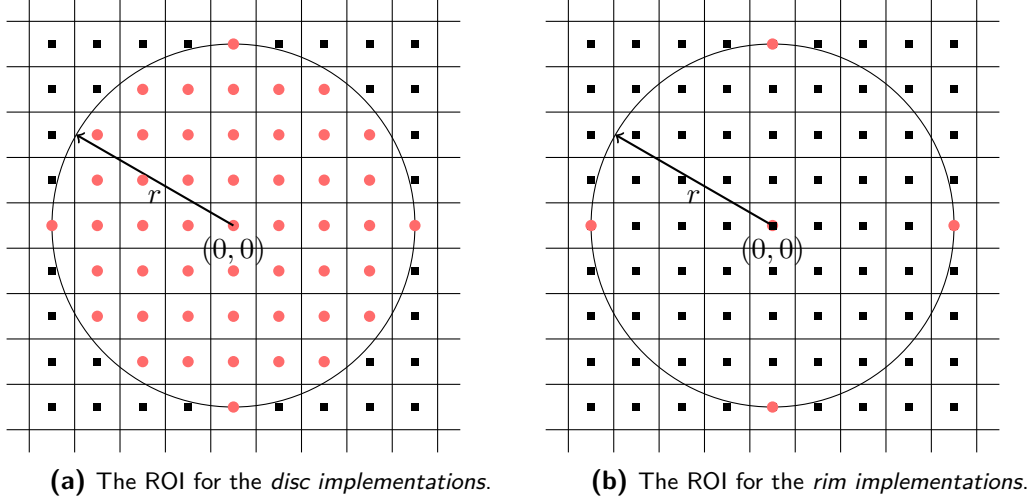 r
(0, 0)
r
(0, 0)
(a) The ROI for the disc implementations.
(b) The ROI for the rim implementations.